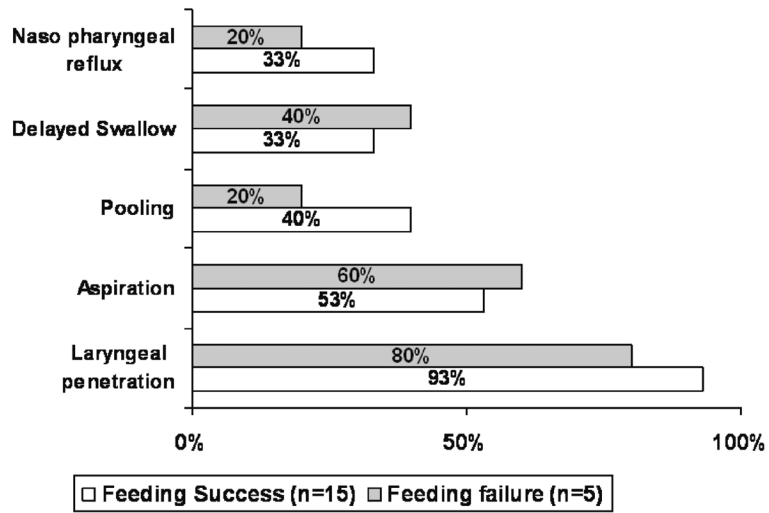 Naso pharyngeal
reflux
20%
33%
Delayed Swallow
40%
33%
Pooling
20%
40%
Aspiration
60%
53%
Laryngeal
penetration
80%
93%
0% 50% 100%
Feeding Success (n=15) Feeding failure (n=5)